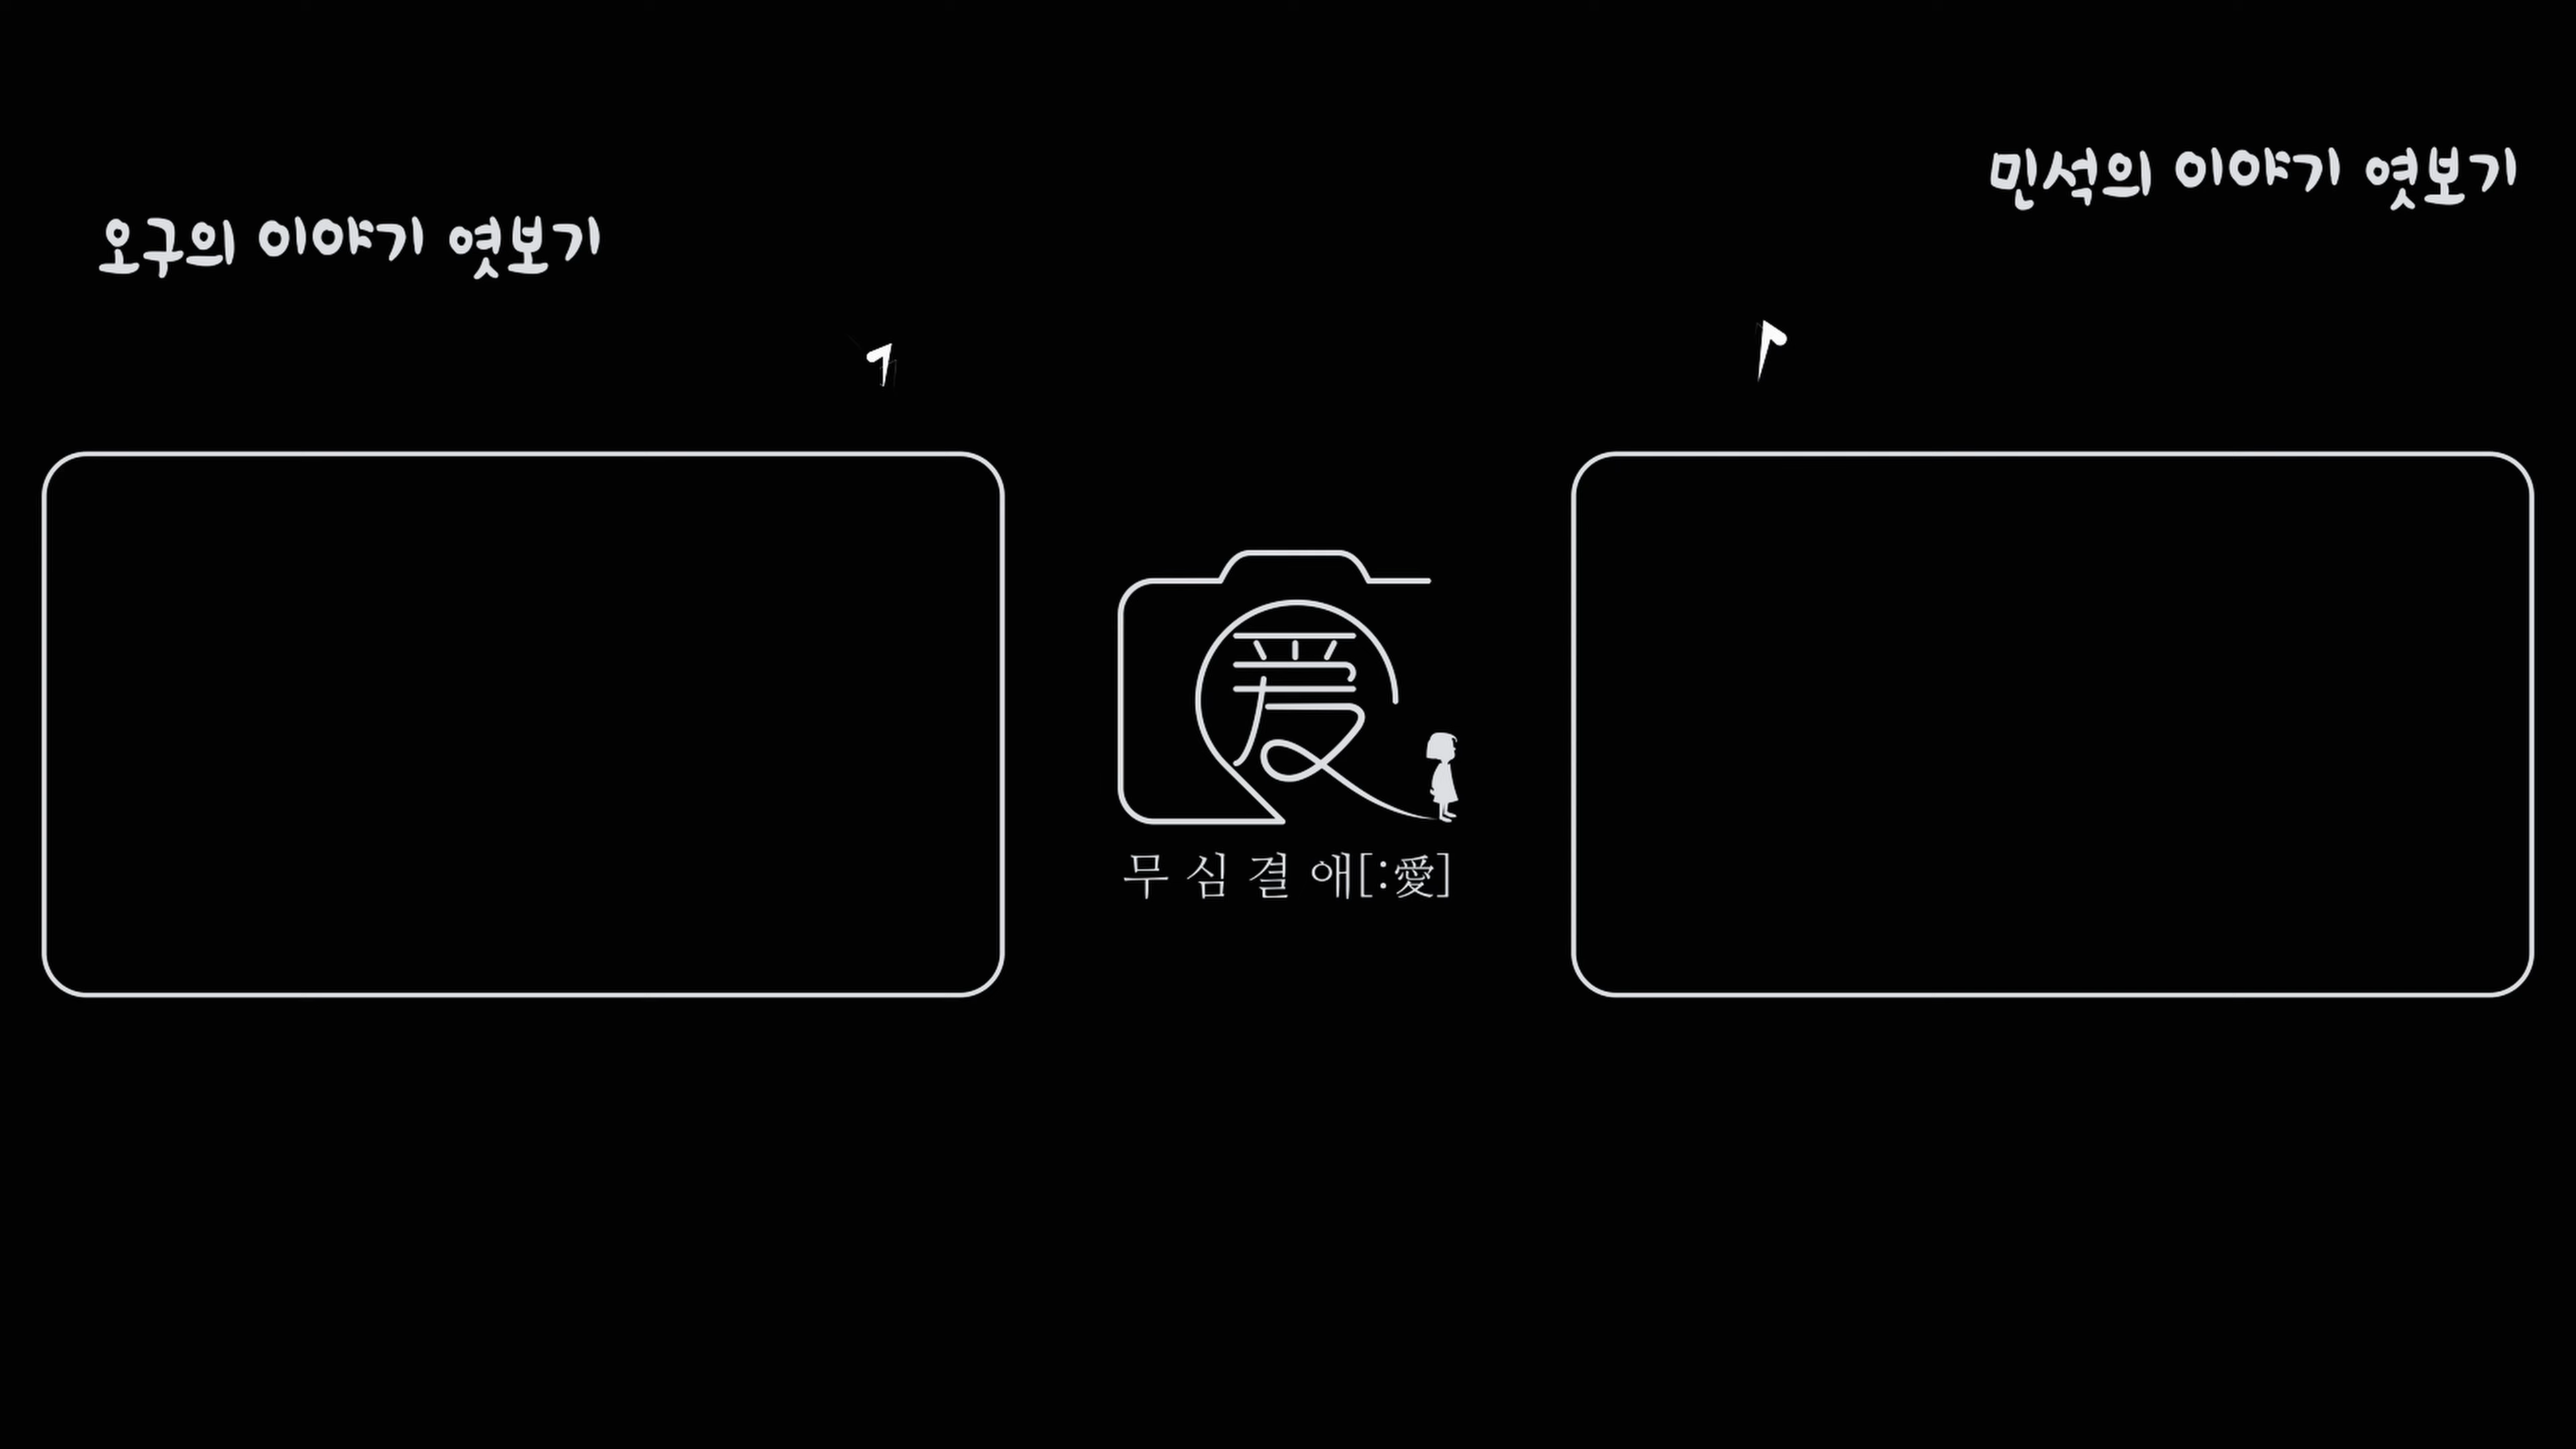 민석의 이야기 엿보기
오구의 이야기 엿보기
爱
무심결애[:愛]